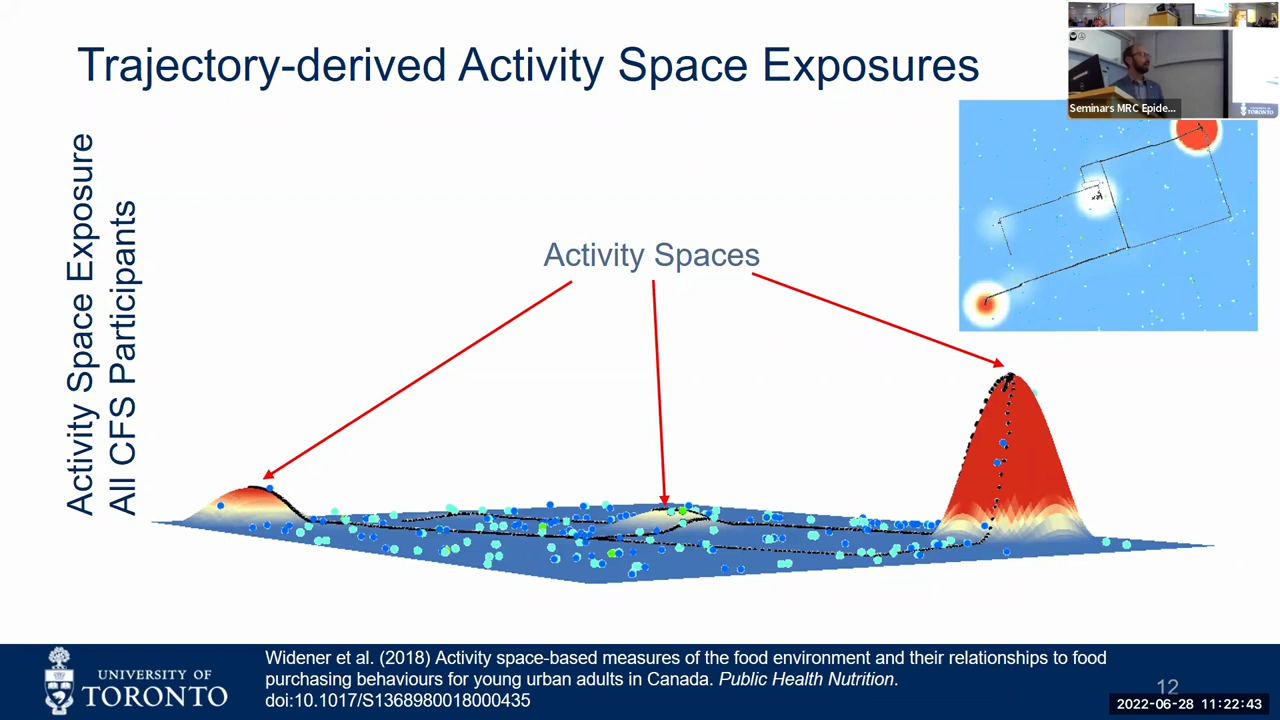 Trajectory-derived Activity Space Exposures
Seminars MRC Epide...
UNIVERSITY OF
TORONTO
Activity Space Exposure
All CFS Participants
Activity Spaces
UNIVERSITY OF
TORONTO
Widener et al. (2018) Activity space-based measures of the food environment and their relationships to food
purchasing behaviours for young urban adults in Canada. Public Health Nutrition.
doi:10.1017/S1368980018000435
12
2022-06-28 11:22:43